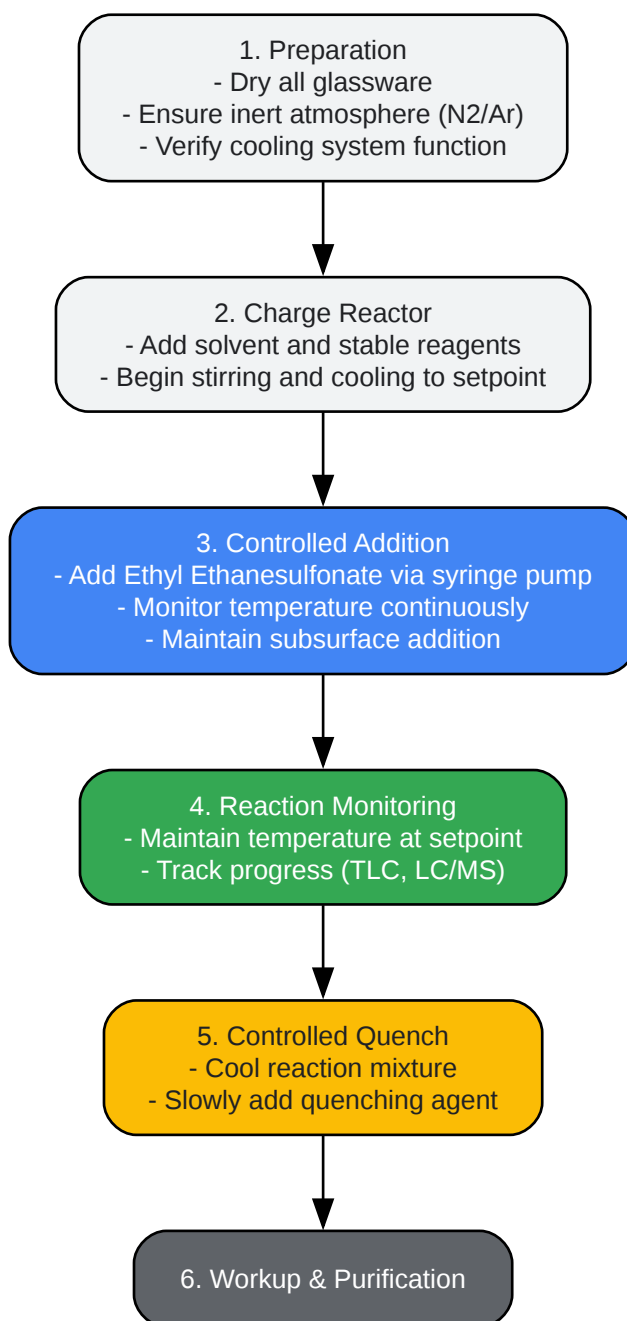 1. Preparation
- Dry all glassware
- Ensure inert atmosphere (N2/Ar)
- Verify cooling system function
2. Charge Reactor
- Add solvent and stable reagents
- Begin stirring and cooling to setpoint
3. Controlled Addition
- Add Ethyl Ethanesulfonate via syringe pump
- Monitor temperature continuously
- Maintain subsurface addition
4. Reaction Monitoring
- Maintain temperature at setpoint
- Track progress (TLC, LC/MS)
5. Controlled Quench
- Cool reaction mixture
- Slowly add quenching agent
6. Workup & Purification